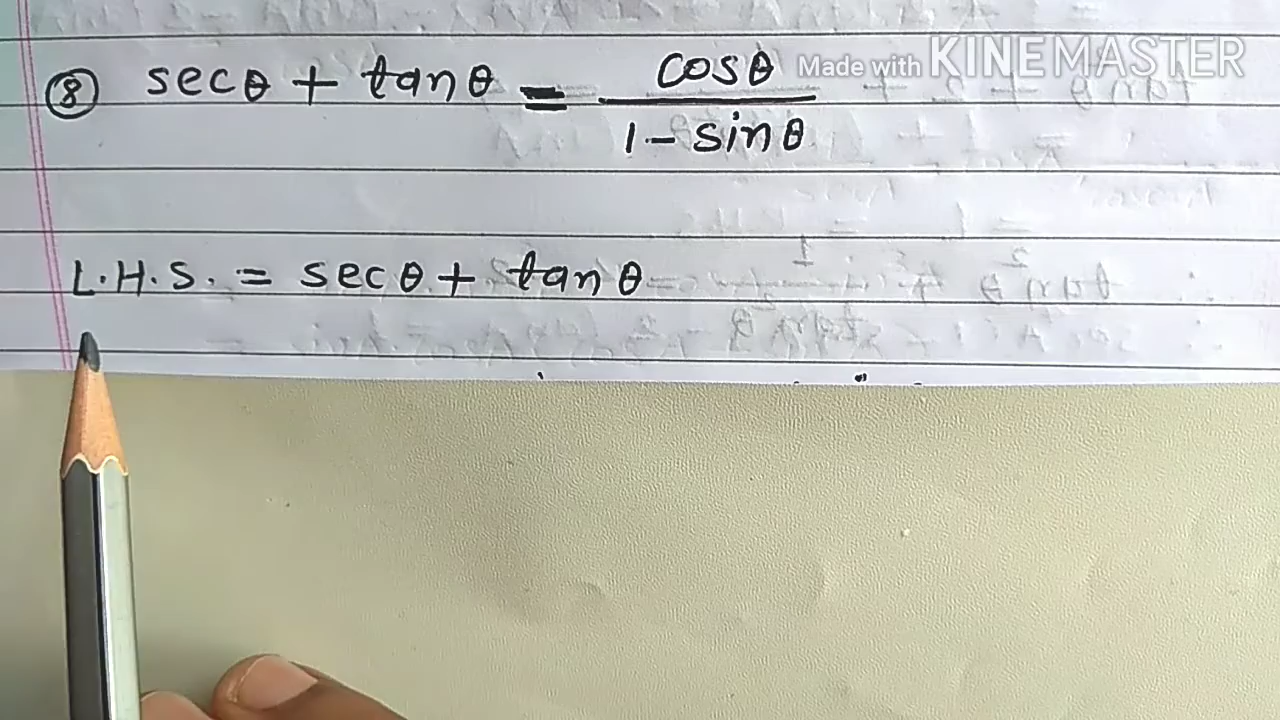 ⑧ secθ + tanθ = cosθ / 1 - sinθ
Made with KINEMASTER
L.H.S. = secθ + tanθ